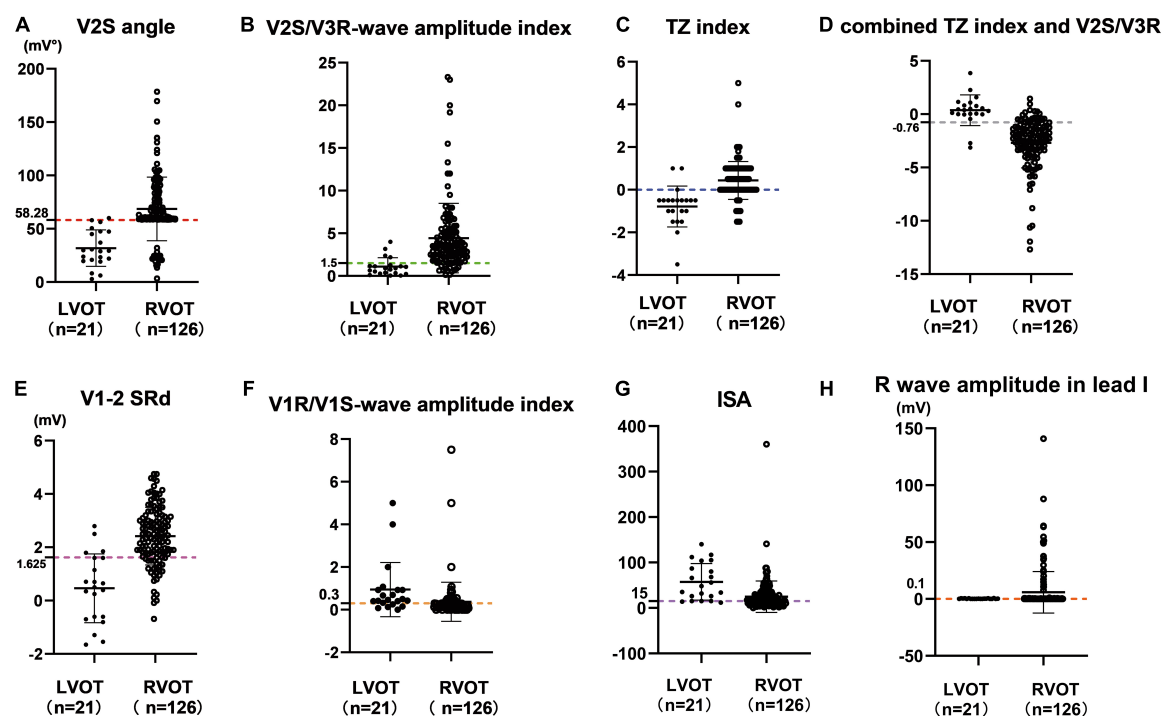 A V2S angle
(mV°)
200
150
100
58.28
50
0
LVOT RVOT
(n=21) ( n=126)
B V2S/V3R-wave amplitude index
25
20
15
10
5
1.5
0
LVOT RVOT
(n=21) ( n=126)
C TZ index
6
4
2
0
-2
-4
LVOT RVOT
(n=21) ( n=126)
D combined TZ index and V2S/V3R
5
0
-0.76
-5
-10
-15
LVOT RVOT
(n=21) ( n=126)
E V1-2 SRd
(mV)
6
4
2
1.625
0
-2
LVOT RVOT
(n=21) ( n=126)
F V1R/V1S-wave amplitude index
8
6
4
2
0.3
0
-2
LVOT RVOT
(n=21) ( n=126)
G ISA
400
300
200
100
15
0
-100
LVOT RVOT
(n=21) ( n=126)
H R wave amplitude in lead I
(mV)
150
100
50
0.1
0
-50
LVOT RVOT
(n=21) (n=126)